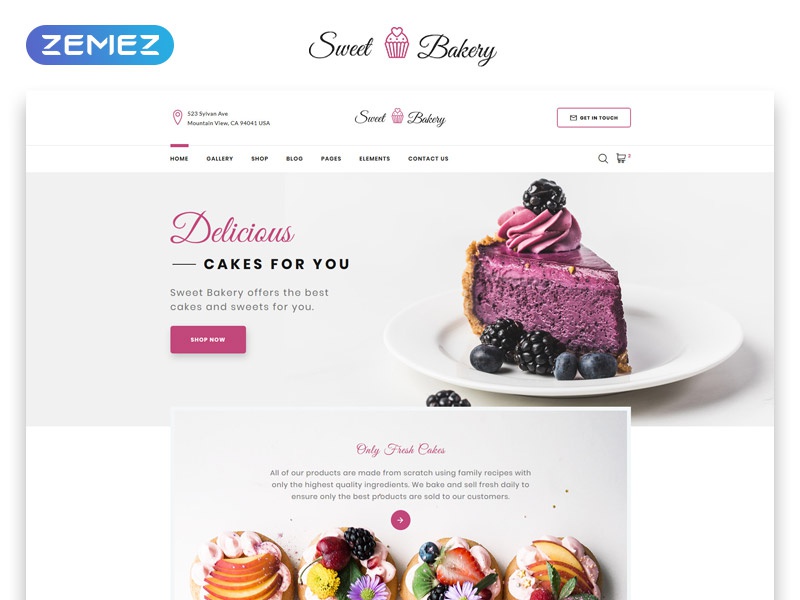 ZEMEZ
Sweet Bakery
523 Sylvan Ave
Mountain View, CA 94041 USA
Sweet Bakery
GET IN TOUCH
HOME GALLERY SHOP BLOG PAGES ELEMENTS CONTACT US
2
Delicious
CAKES FOR YOU
Sweet Bakery offers the best
cakes and sweets for you.
SHOP NOW
Only Fresh Cakes
All of our products are made from scratch using family recipes with
only the highest quality ingredients. We bake and sell fresh daily to
ensure only the best products are sold to our customers.